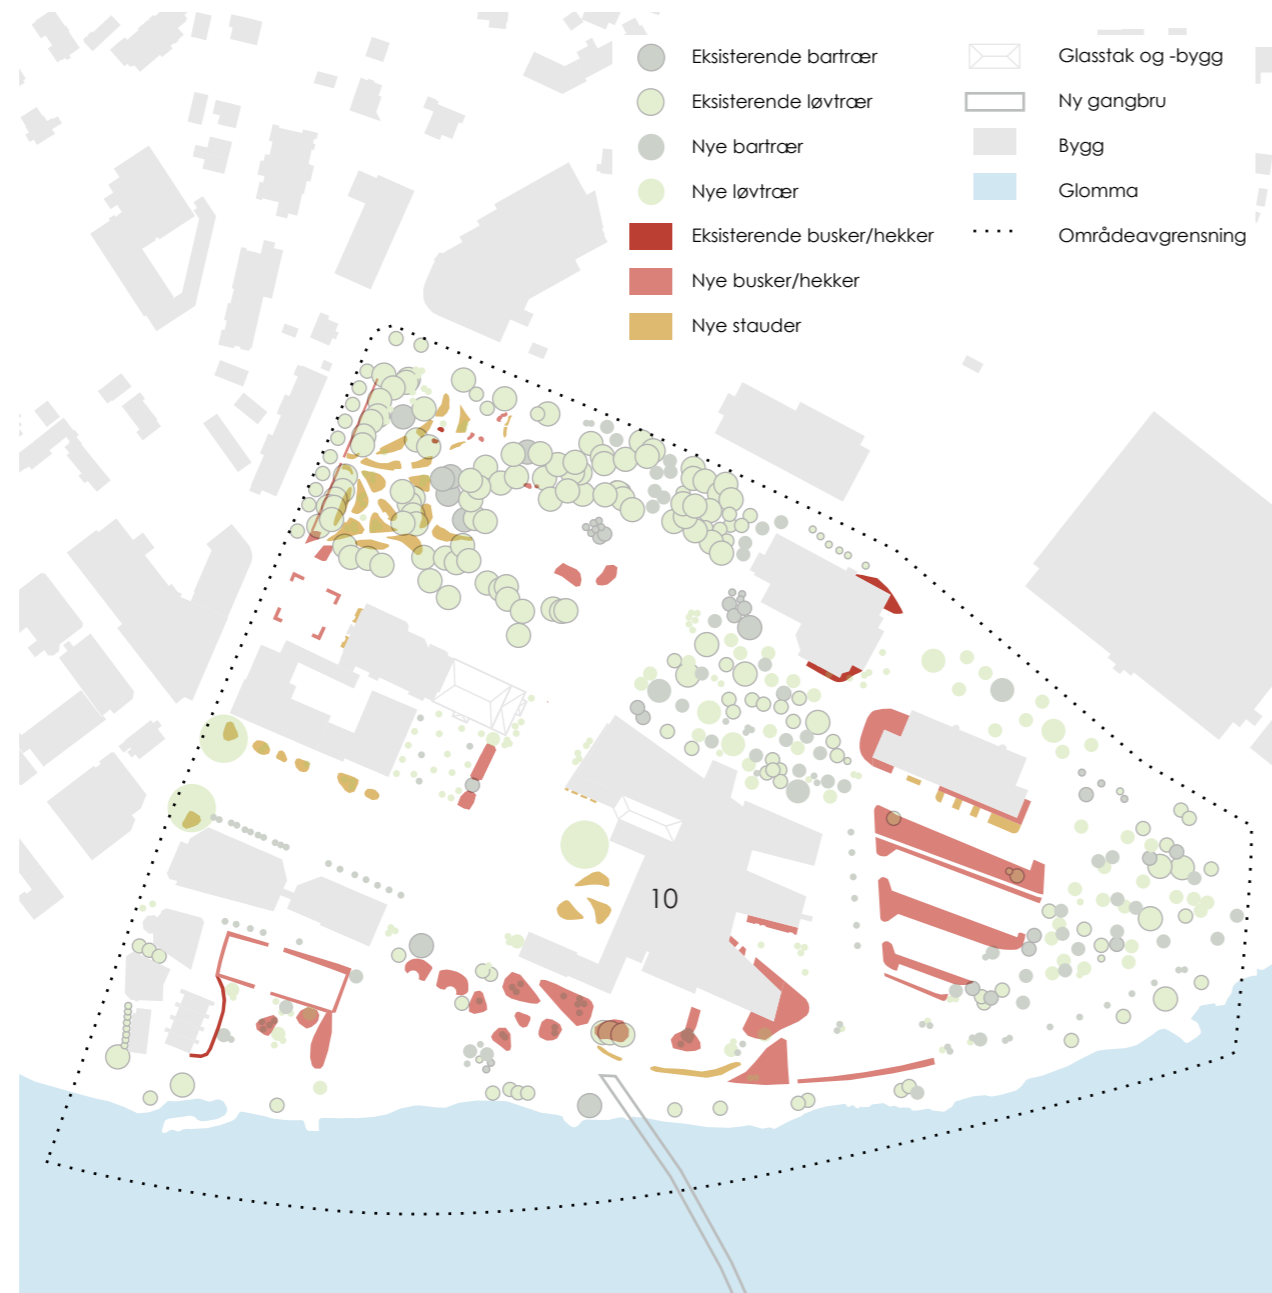 Eksisterende bartrær
Eksisterende løvtrær
Nye bartrær
Nye løvtrær
Eksisterende busker/hekker
Nye busker/hekker
Nye stauder
Glasstak og -bygg
Ny gangbru
Bygg
Glomma
Områdeavgrensning
10